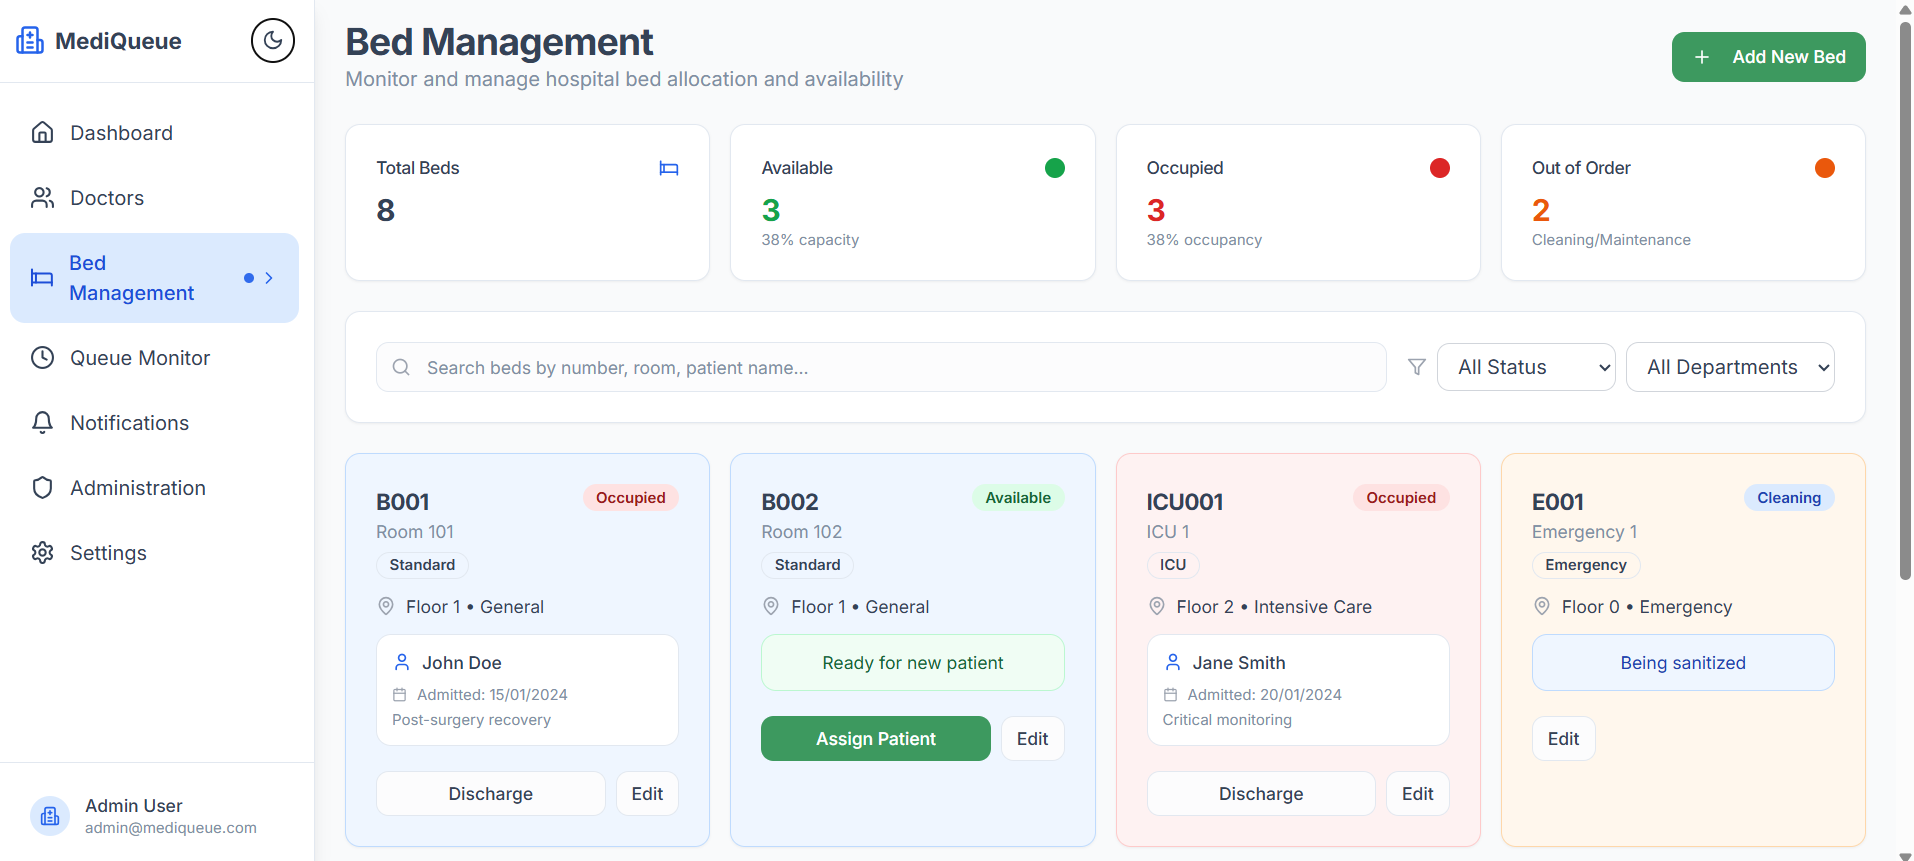 MediQueue
Dashboard
Doctors
Bed
Management
Queue Monitor
Notifications
Administration
Settings
Admin User
admin@mediqueue.com
Bed Management
Monitor and manage hospital bed allocation and availability
Add New Bed
Total Beds
8
Available
3
38% capacity
Occupied
3
38% occupancy
Out of Order
2
Cleaning/Maintenance
Search beds by number, room, patient name...
All Status
All Departments
B001
Occupied
Room 101
Standard
Floor 1 • General
John Doe
Admitted: 15/01/2024
Post-surgery recovery
Discharge
Edit
B002
Available
Room 102
Standard
Floor 1 • General
Ready for new patient
Assign Patient
Edit
ICU001
Occupied
ICU 1
ICU
Floor 2 • Intensive Care
Jane Smith
Admitted: 20/01/2024
Critical monitoring
Discharge
Edit
E001
Cleaning
Emergency 1
Emergency
Floor 0 • Emergency
Being sanitized
Edit